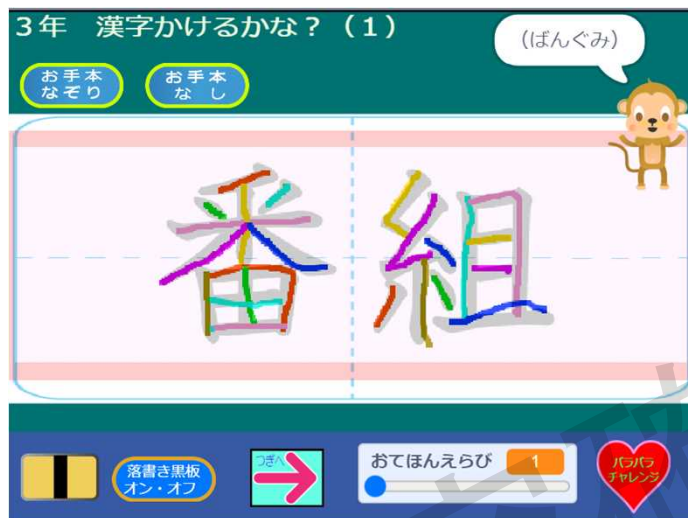 3年 漢字かけるかな?(1)
(ばんぐみ)
お手本
なぞり
お手本
なし
番組
落書き黒板
オン・オフ
つぎへ
おてほんえらび 1
バラバラ
チャレンジ